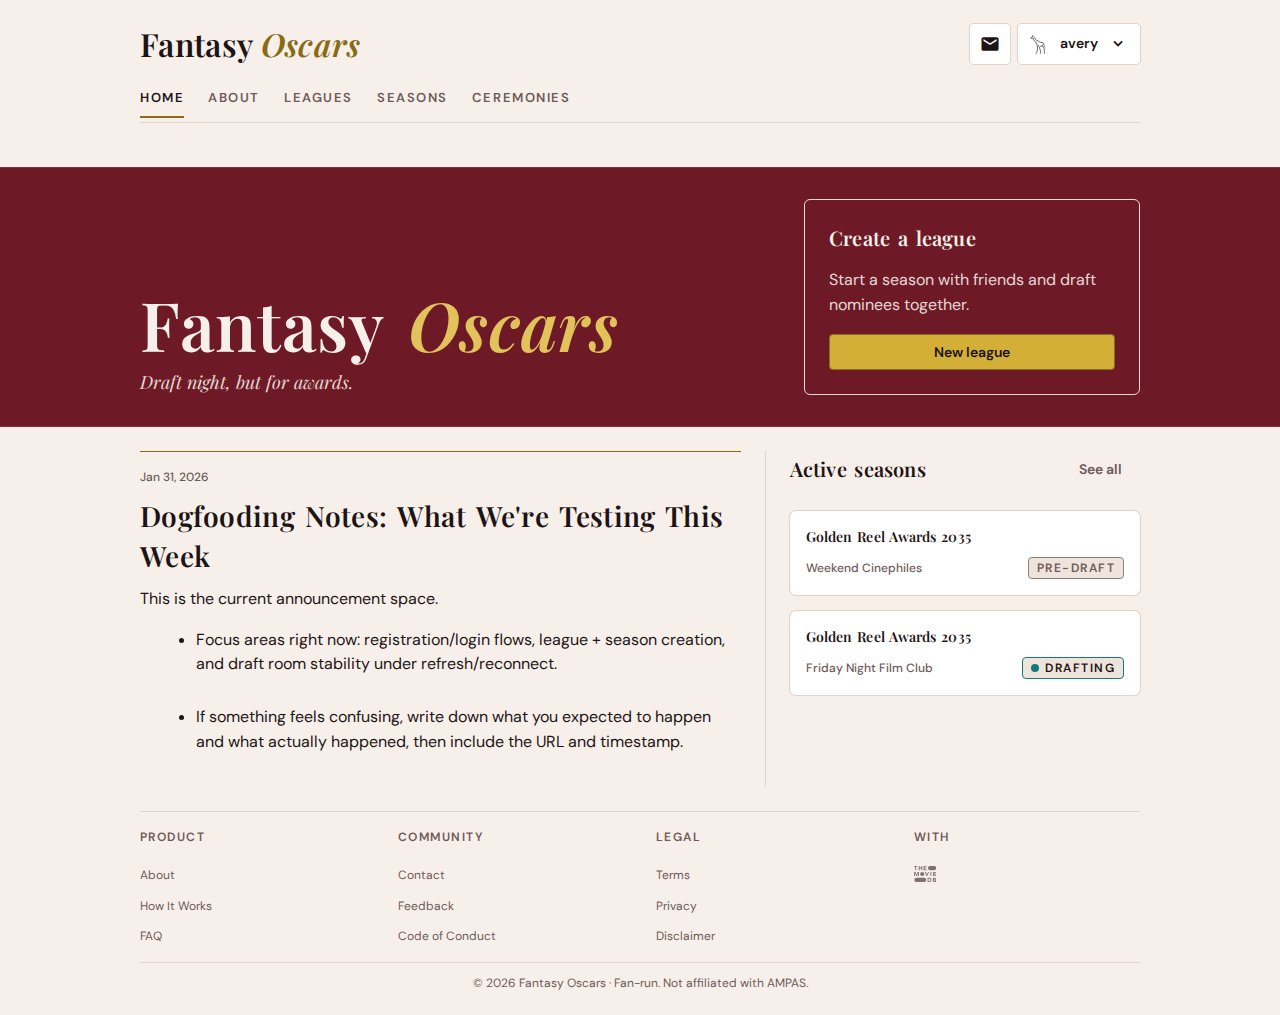 Fantasy Oscars
avery
HOME ABOUT LEAGUES SEASONS CEREMONIES
Fantasy Oscars
Draft night, but for awards.
Create a league
Start a season with friends and draft
nominees together.
New league
Jan 31, 2026
Dogfooding Notes: What We're Testing This
Week
This is the current announcement space.
Focus areas right now: registration/login flows, league + season creation,
and draft room stability under refresh/reconnect.
If something feels confusing, write down what you expected to happen
and what actually happened, then include the URL and timestamp.
Active seasons
See all
Golden Reel Awards 2035
Weekend Cinephiles
PRE-DRAFT
Golden Reel Awards 2035
Friday Night Film Club
DRAFTING
PRODUCT
About
How It Works
FAQ
COMMUNITY
Contact
Feedback
Code of Conduct
LEGAL
Terms
Privacy
Disclaimer
WITH
THE
MOVIE
DB
© 2026 Fantasy Oscars · Fan-run. Not affiliated with AMPAS.